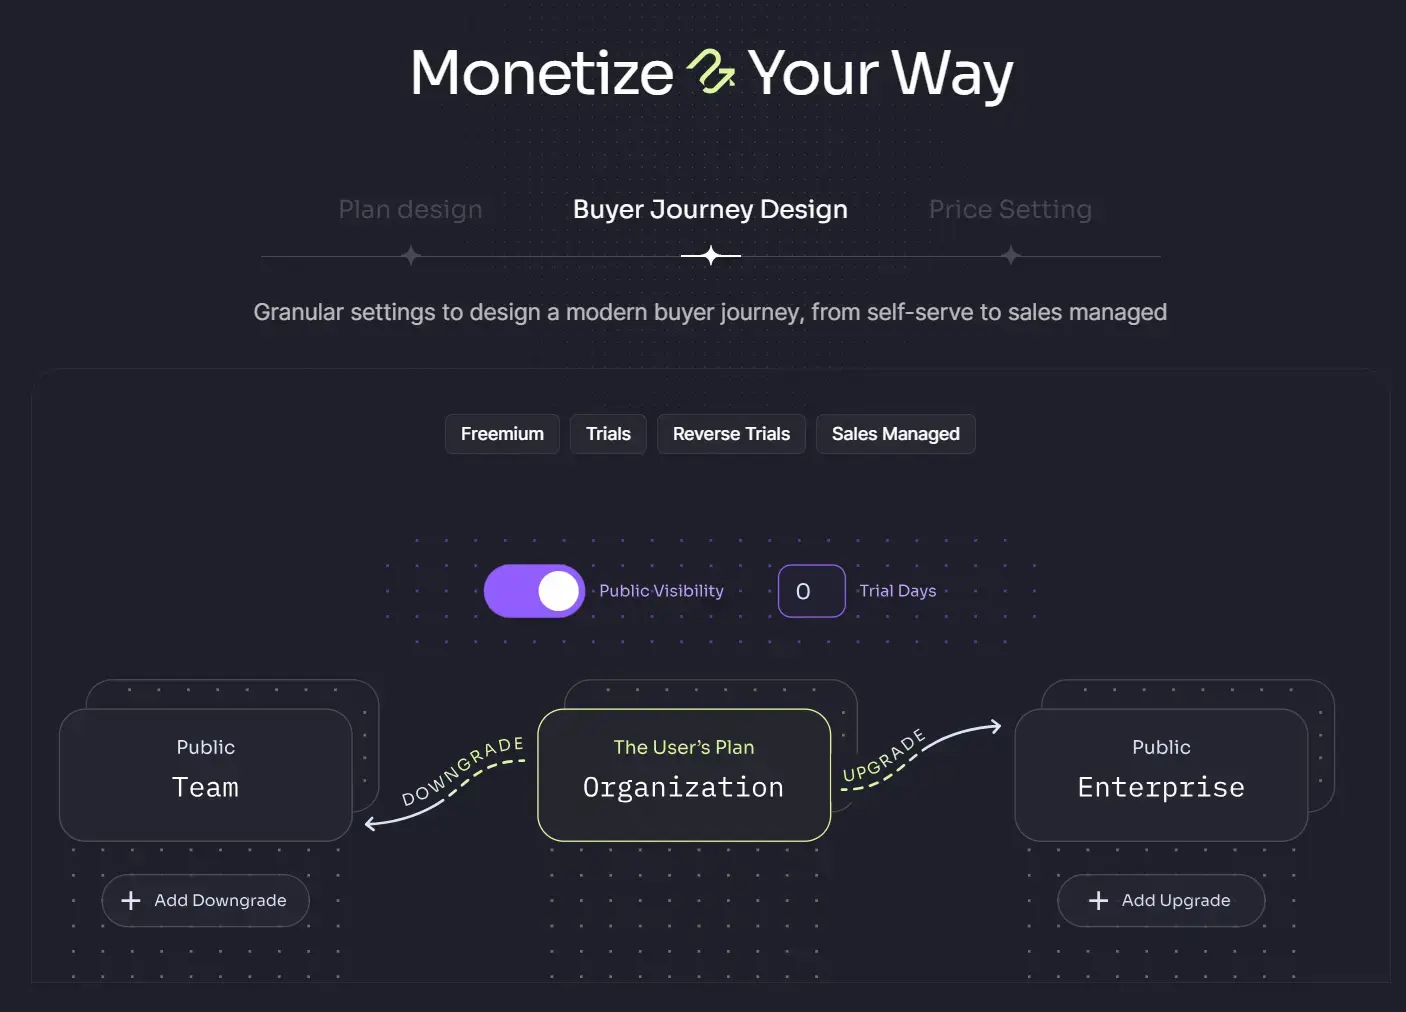 Monetize Your Way
Plan design
Buyer Journey Design
Price Setting
Granular settings to design a modern buyer journey, from self-serve to sales managed
Freemium
Trials
Reverse Trials
Sales Managed
Public Visibility
0
Trial Days
Public
Team
DOWNGRADE
The User’s Plan
Organization
UPGRADE
Public
Enterprise
Add Downgrade
Add Upgrade